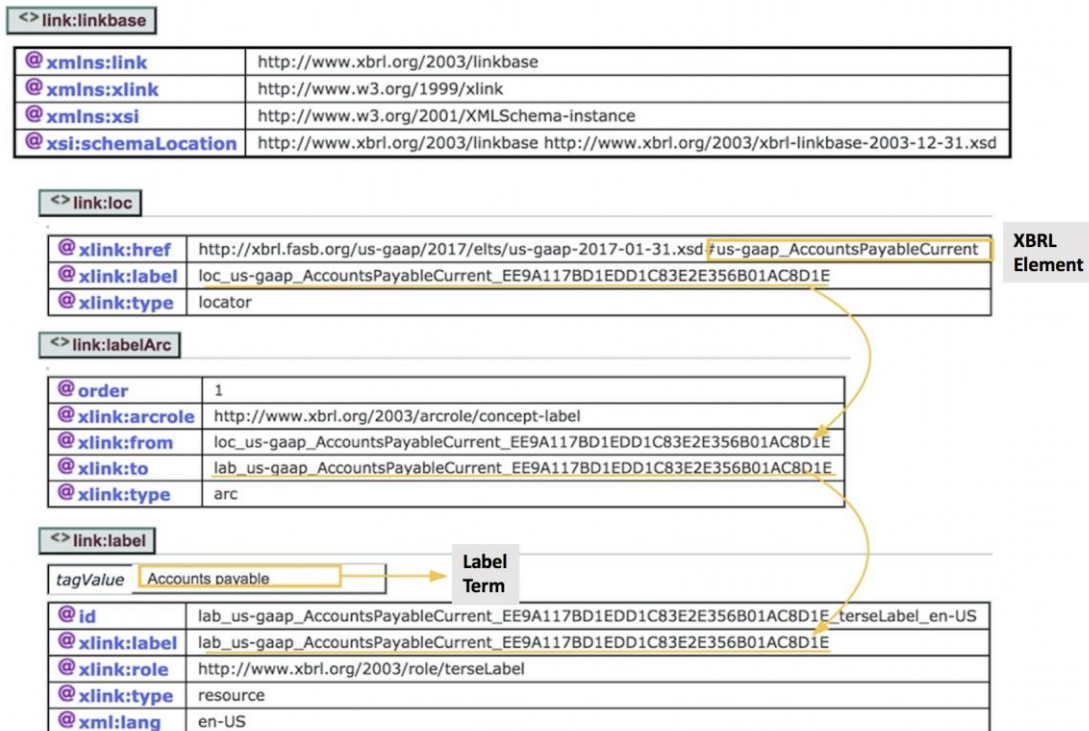 <> link:linkbase
@ xmlns:link http://www.xbrl.org/2003/linkbase
@ xmlns:xlink http://www.w3.org/1999/xlink
@ xmlns:xsi http://www.w3.org/2001/XMLSchema-instance
@ xsi:schemaLocation http://www.xbrl.org/2003/linkbase http://www.xbrl.org/2003/xbrl-linkbase-2003-12-31.xsd
<> link:loc
@ xlink:href http://xbrl.fasb.org/us-gaap/2017/elts/us-gaap-2017-01-31.xsd #us-gaap_AccountsPayableCurrent
XBRL
Element
@ xlink:label loc_us-gaap_AccountsPayableCurrent_EE9A117BD1EDD1C83E2E356B01AC8D1E
@ xlink:type locator
<> link:labelArc
@ order 1
@ xlink:arcrole http://www.xbrl.org/2003/arcrole/concept-label
@ xlink:from loc_us-gaap_AccountsPayableCurrent_EE9A117BD1EDD1C83E2E356B01AC8D1E
@ xlink:to lab_us-gaap_AccountsPayableCurrent_EE9A117BD1EDD1C83E2E356B01AC8D1E
@ xlink:type arc
<> link:label
tagValue Accounts payable
Label
Term
@ id lab_us-gaap_AccountsPayableCurrent_EE9A117BD1EDD1C83E2E356B01AC8D1E_terseLabel_en-US
@ xlink:label lab_us-gaap_AccountsPayableCurrent_EE9A117BD1EDD1C83E2E356B01AC8D1E
@ xlink:role http://www.xbrl.org/2003/role/terseLabel
@ xlink:type resource
@ xml:lang en-US